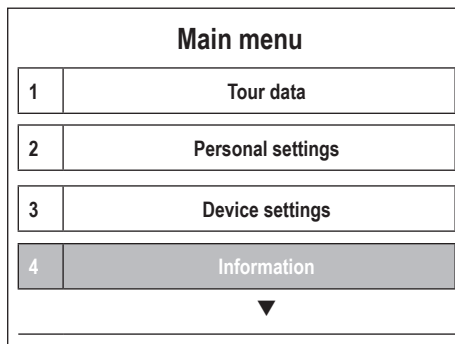 Main menu
1 Tour data
2 Personal settings
3 Device settings
4 Information
▼